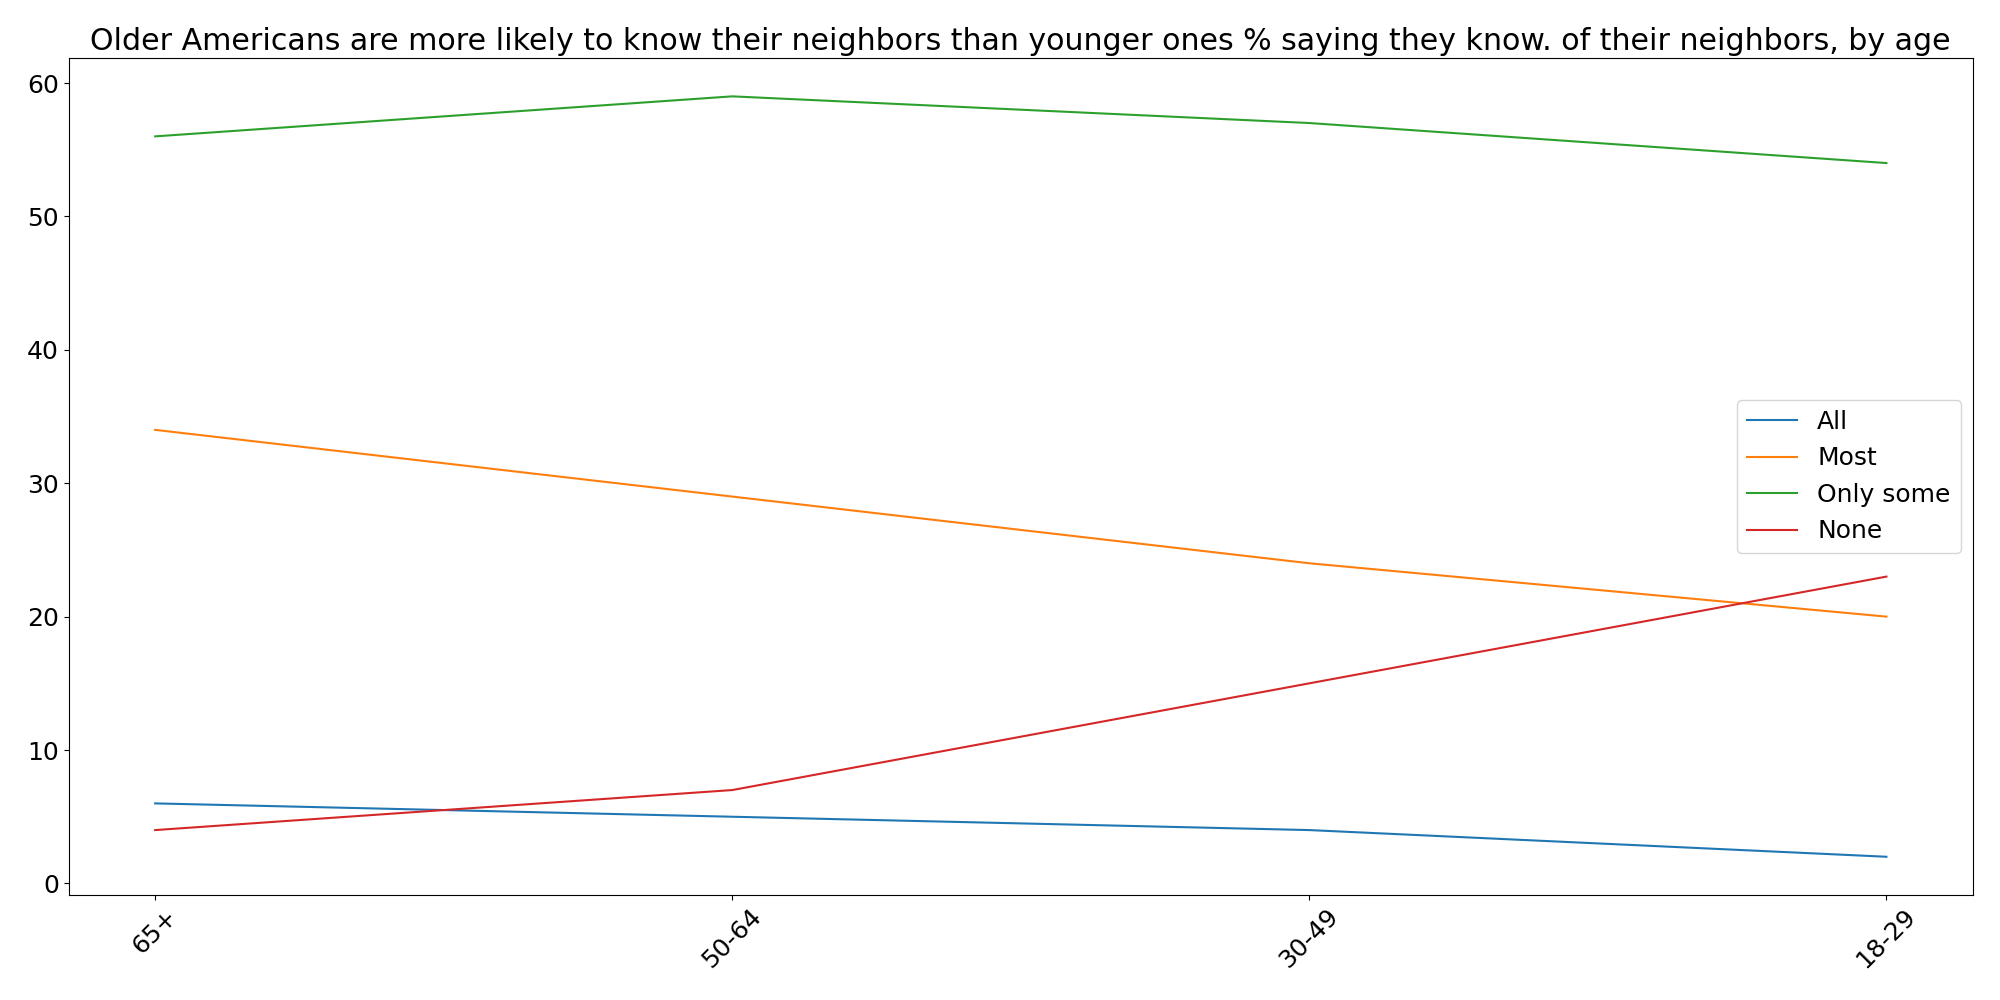 Older Americans are more likely to know their neighbors than younger ones % saying they know. of their neighbors, by age
60
50
40
30
20
10
0
All
Most
Only some
None
65+
50-64
30-49
18-29